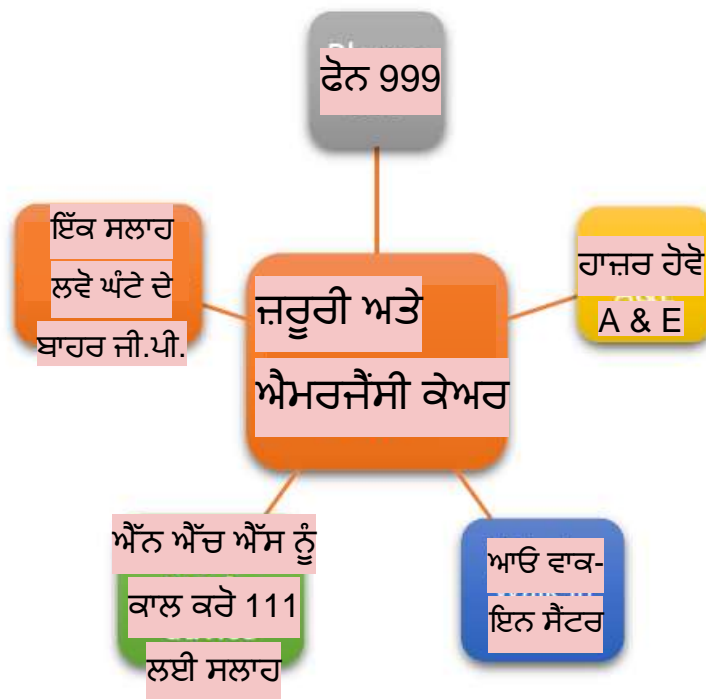 ਫੋਨ 999
ਇੱਕ ਸਲਾਹ
ਲਵੋ ਘੰਟੇ ਦੇ
ਬਾਹਰ ਜੀ.ਪੀ.
ਜ਼ਰੂਰੀ ਅਤੇ
ਐਮਰਜੈਂਸੀ ਕੇਅਰ
ਹਾਜ਼ਰ ਹੋਵੋ
A & E
ਐੱਨ ਐੱਚ ਐੱਸ ਨੂੰ
ਕਾਲ ਕਰੋ 111
ਲਈ ਸਲਾਹ
ਆਓ ਵਾਕ-
ਇਨ ਸੈਂਟਰ